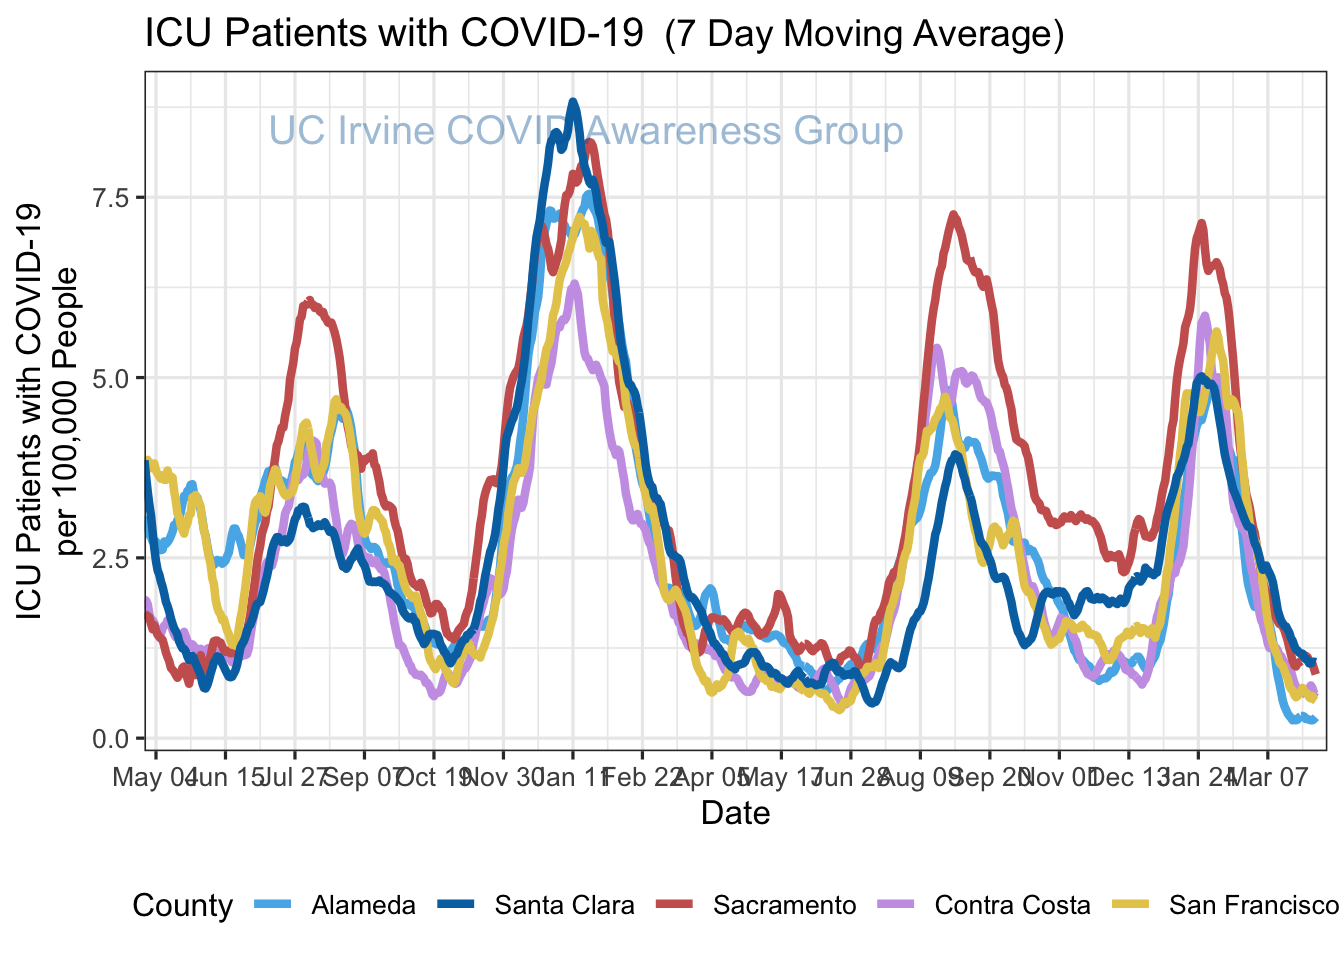 ICU Patients with COVID-19 (7 Day Moving Average)
UC Irvine COVID Awareness Group
ICU Patients with COVID-19
per 100,000 People
7.5
5.0
2.5
0.0
May 04 Jun 15 Jul 27 Sep 07 Oct 19 Nov 30 Jan 11 Feb 22 Apr 05 May 17 Jun 28 Aug 09 Sep 20 Nov 01 Dec 13 Jan 24 Mar 07
Date
County Alameda Santa Clara Sacramento Contra Costa San Francisco